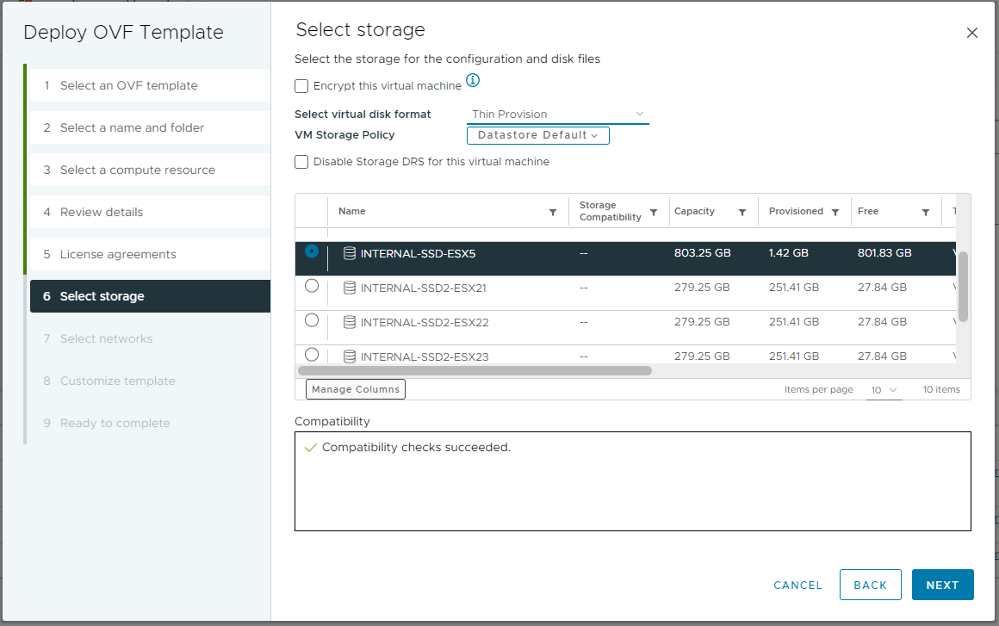 Deploy OVF Template
1 Select an OVF template
2 Select a name and folder
3 Select a compute resource
4 Review details
5 License agreements
6 Select storage
7 Select networks
8 Customize template
9 Ready to complete
Select storage
Select the storage for the configuration and disk files
Encrypt this virtual machine
Select virtual disk format Thin Provision
VM Storage Policy Datastore Default
Disable Storage DRS for this virtual machine
Name Storage Compatibility Capacity Provisioned Free
INTERNAL-SSD-ESX5 -- 803.25 GB 1.42 GB 801.83 GB
INTERNAL-SSD2-ESX21 -- 279.25 GB 251.41 GB 27.84 GB
INTERNAL-SSD2-ESX22 -- 279.25 GB 251.41 GB 27.84 GB
INTERNAL-SSD2-ESX23 -- 279.25 GB 251.41 GB 27.84 GB
Manage Columns Items per page 10 10 items
Compatibility
Compatibility checks succeeded.
CANCEL BACK NEXT